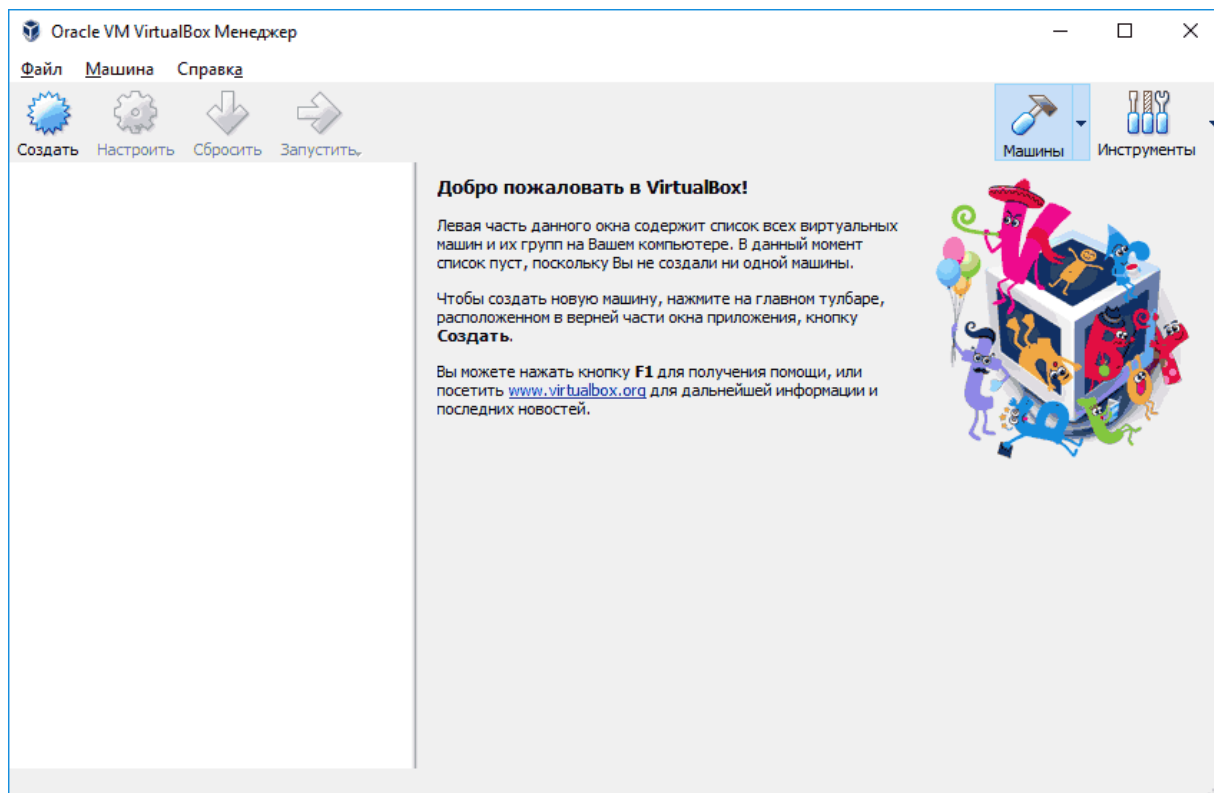 Oracle VM VirtualBox Менеджер
Файл Машина Справка
Создать Настроить Сбросить Запустить
Машины Инструменты
Добро пожаловать в VirtualBox!
Левая часть данного окна содержит список всех виртуальных
машин и их групп на Вашем компьютере. В данный момент
список пуст, поскольку Вы не создали ни одной машины.
Чтобы создать новую машину, нажмите на главном тулбаре,
расположенном в верней части окна приложения, кнопку
Создать.
Вы можете нажать кнопку F1 для получения помощи, или
посетить www.virtualbox.org для дальнейшей информации и
последних новостей.